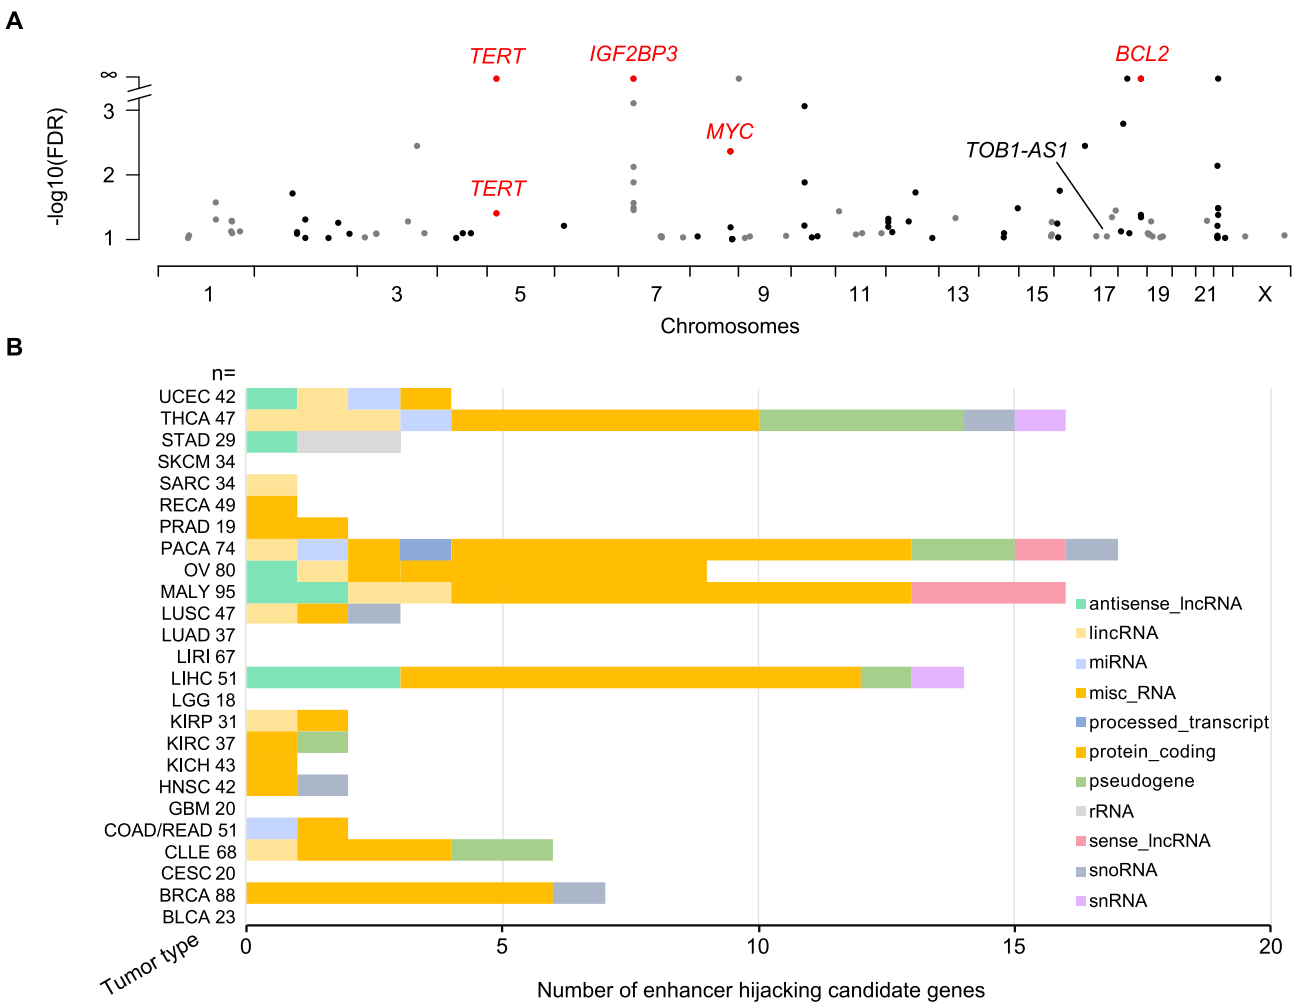 A
TERT
IGF2BP3
BCL2
∞
3
MYC
TOB1-AS1
2
TERT
1
-log10(FDR)
1 3 5 7 9 11 13 15 17 19 21 X
Chromosomes
B
n=
UCEC 42
THCA 47
STAD 29
SKCM 34
SARC 34
RECA 49
PRAD 19
PACA 74
OV 80
MALY 95
LUSC 47
LUAD 37
LIRI 67
LIHC 51
LGG 18
KIRP 31
KIRC 37
KICH 43
HNSC 42
GBM 20
COAD/READ 51
CLLE 68
CESC 20
BRCA 88
BLCA 23
antisense_lncRNA
lincRNA
miRNA
misc_RNA
processed_transcript
protein_coding
pseudogene
rRNA
sense_lncRNA
snoRNA
snRNA
Tumor type
0 5 10 15 20
Number of enhancer hijacking candidate genes